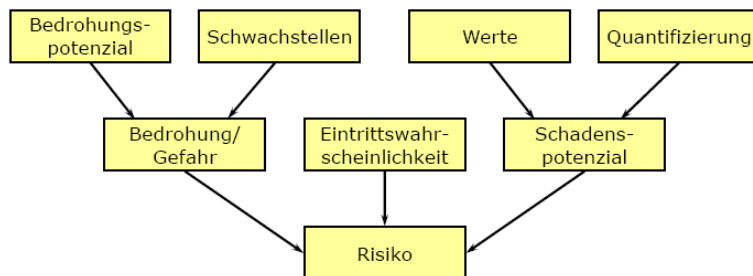 Bedrohungs-
potenzial
Schwachstellen
Werte
Quantifizierung
Bedrohung/
Gefahr
Eintrittswahr-
scheinlichkeit
Schadens-
potenzial
Risiko